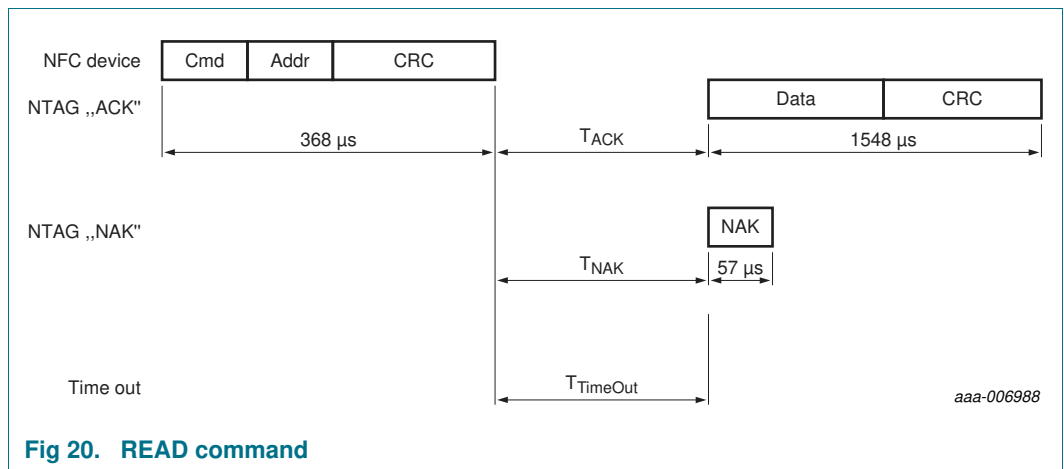 NFC device Cmd Addr CRC
NTAG ,,ACK" Data CRC
368 µs TACK 1548 µs
NTAG ,,NAK" NAK
TNAK 57 µs
Time out TTimeOut aaa-006988
Fig 20. READ command